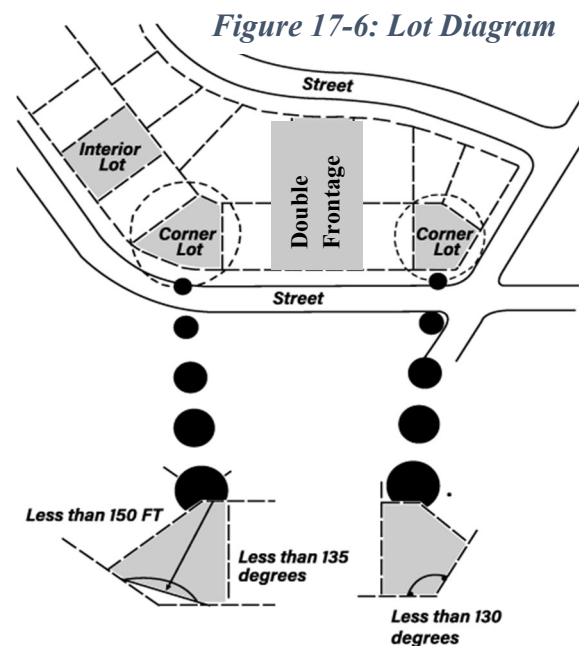 Figure 17-6: Lot Diagram
Street
Interior
Lot
Double
Frontage
Corner
Lot
Corner
Lot
Street
Less than 150 FT
Less than 135
degrees
Less than 130
degrees